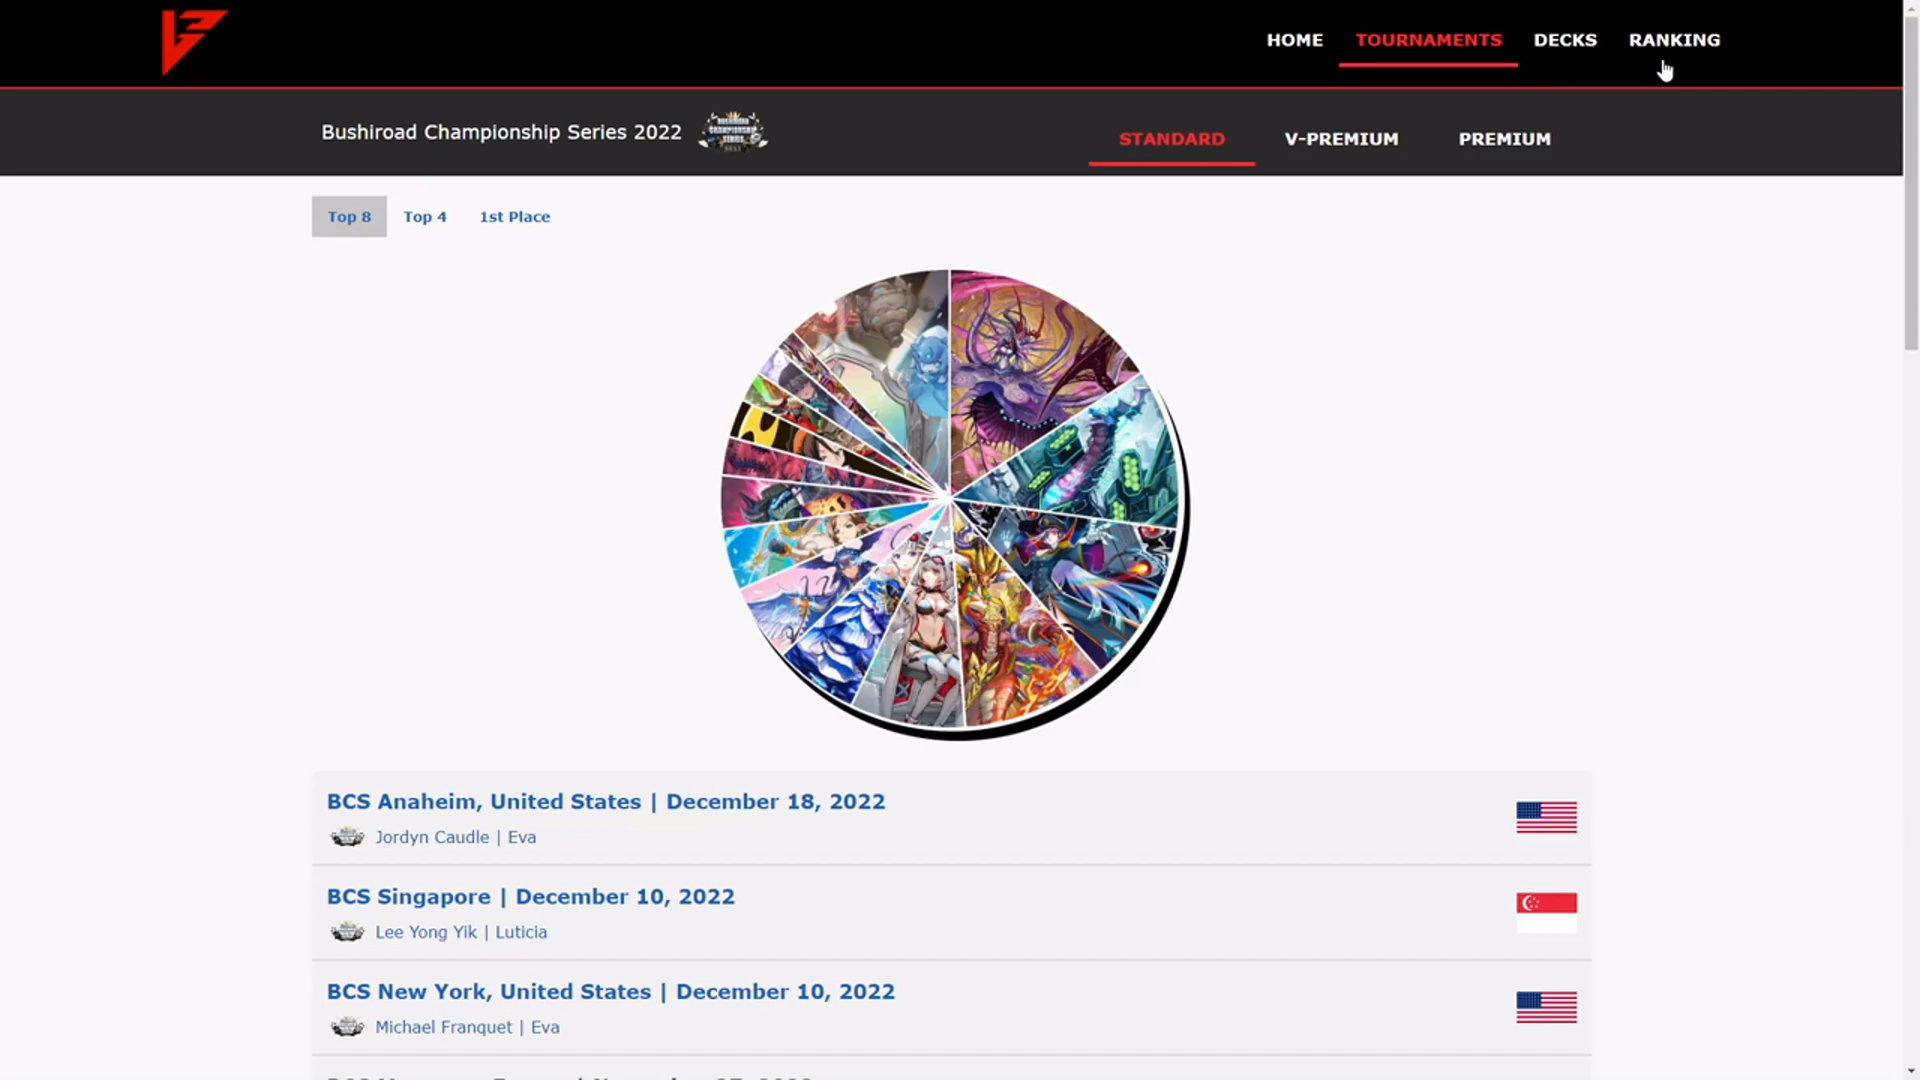 HOME TOURNAMENTS DECKS RANKING
Bushiroad Championship Series 2022
STANDARD V-PREMIUM PREMIUM
Top 8 Top 4 1st Place
BCS Anaheim, United States | December 18, 2022
Jordyn Caudle | Eva
BCS Singapore | December 10, 2022
Lee Yong Yik | Luticia
BCS New York, United States | December 10, 2022
Michael Franquet | Eva